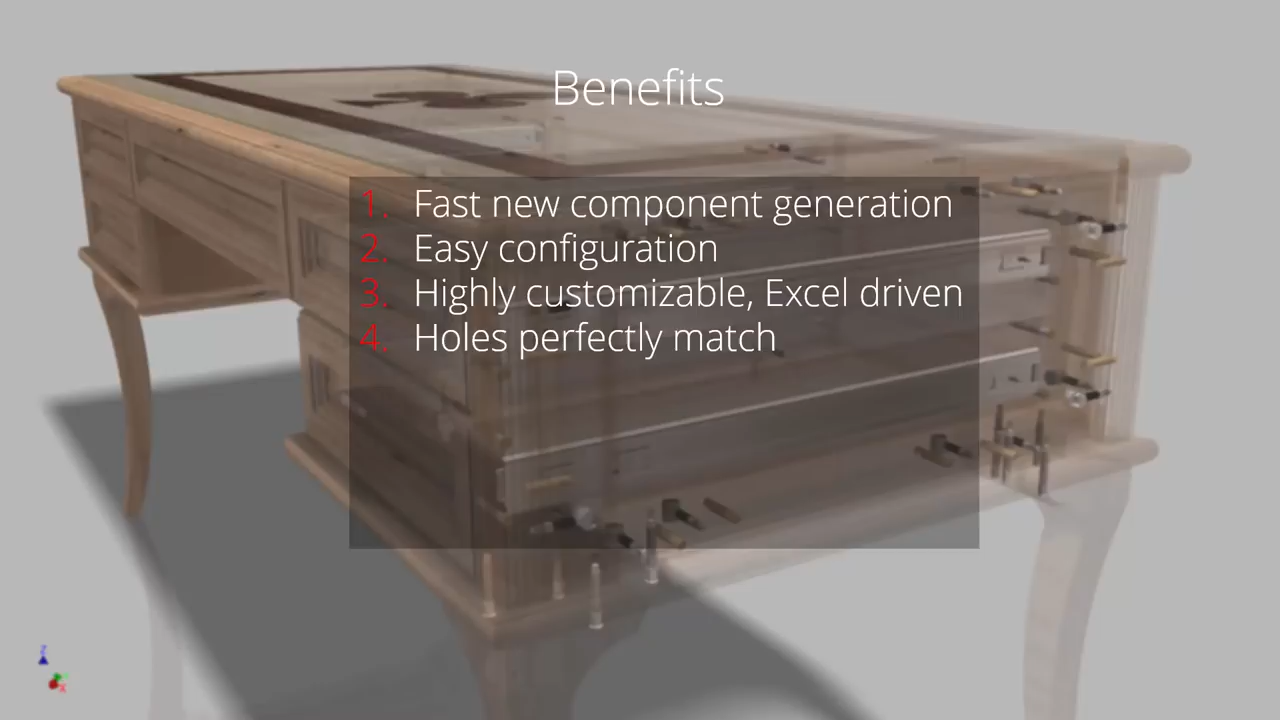 Benefits
1. Fast new component generation
2. Easy configuration
3. Highly customizable, Excel driven
4. Holes perfectly match
Z
X